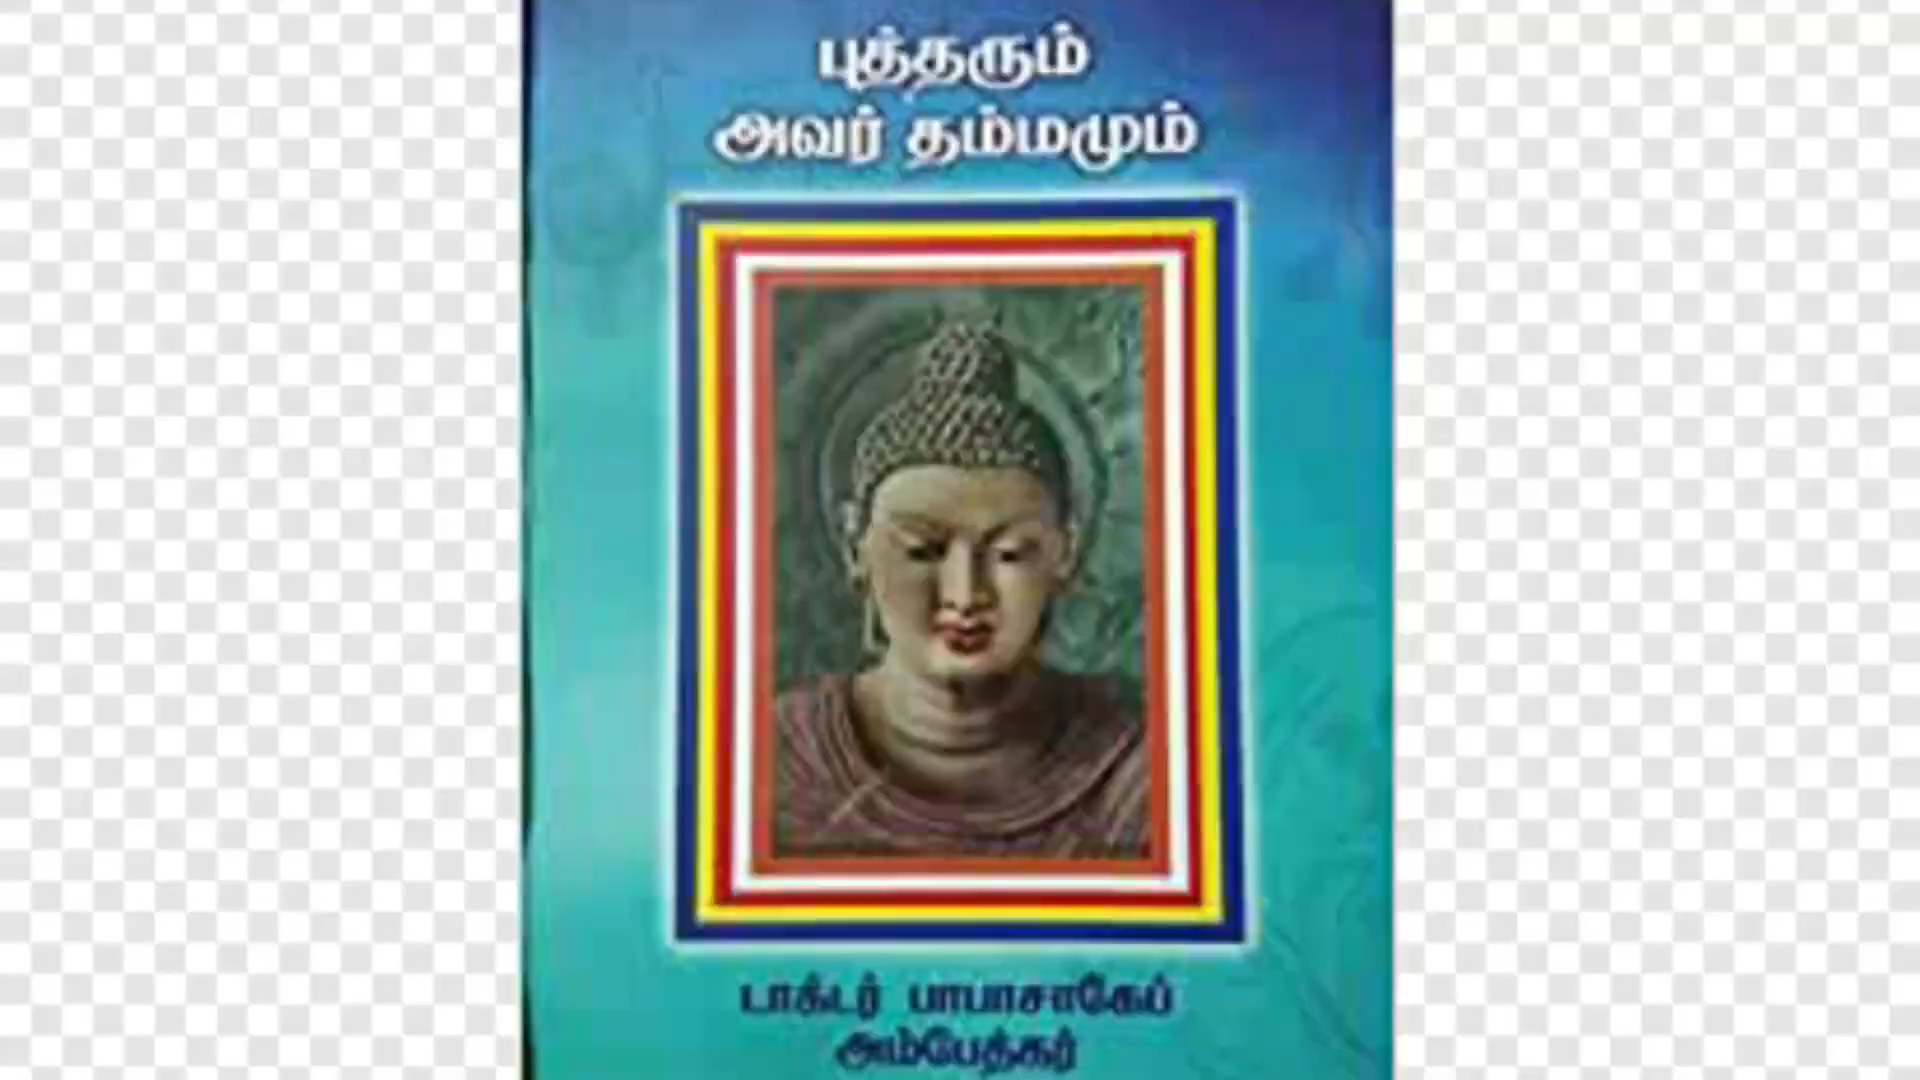 புத்தரும்
அவர் தம்மமும்
டாக்டர் பாபாசாகேப்
அம்பேத்கர்